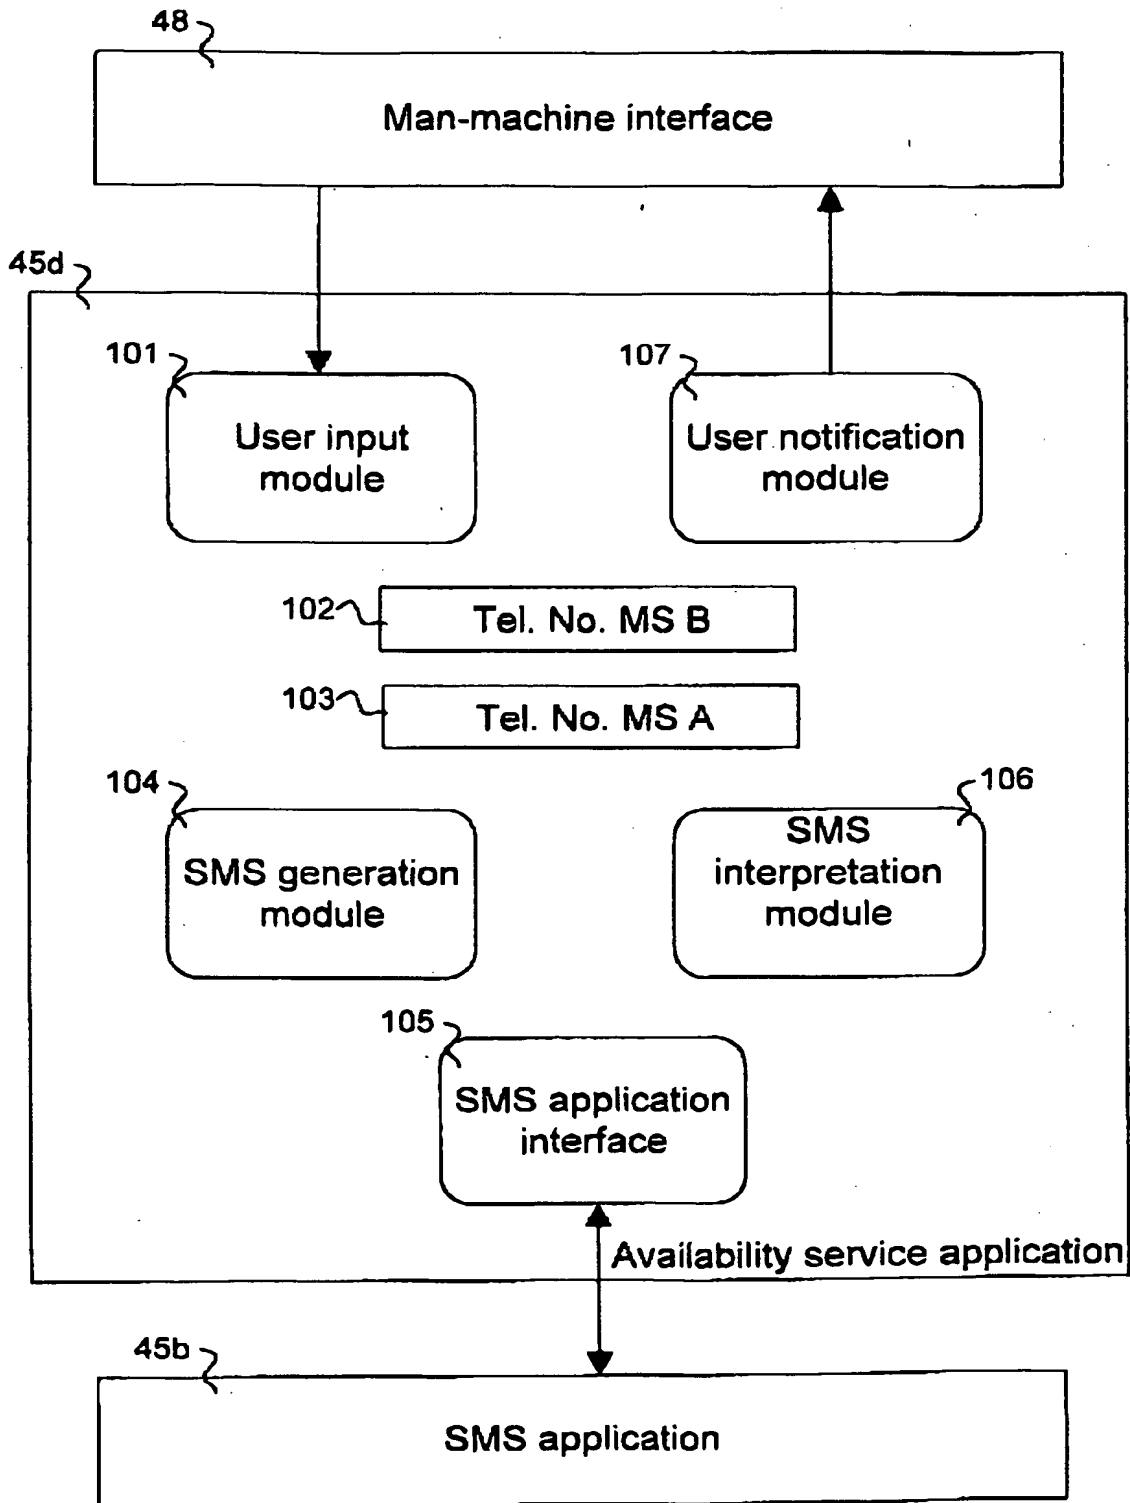 48
Man-machine interface
45d
101
107
User input
module
User notification
module
102
Tel. No. MS B
103
Tel. No. MS A
104
106
SMS generation
module
SMS
interpretation
module
105
SMS application
interface
Availability service application
45b
SMS application